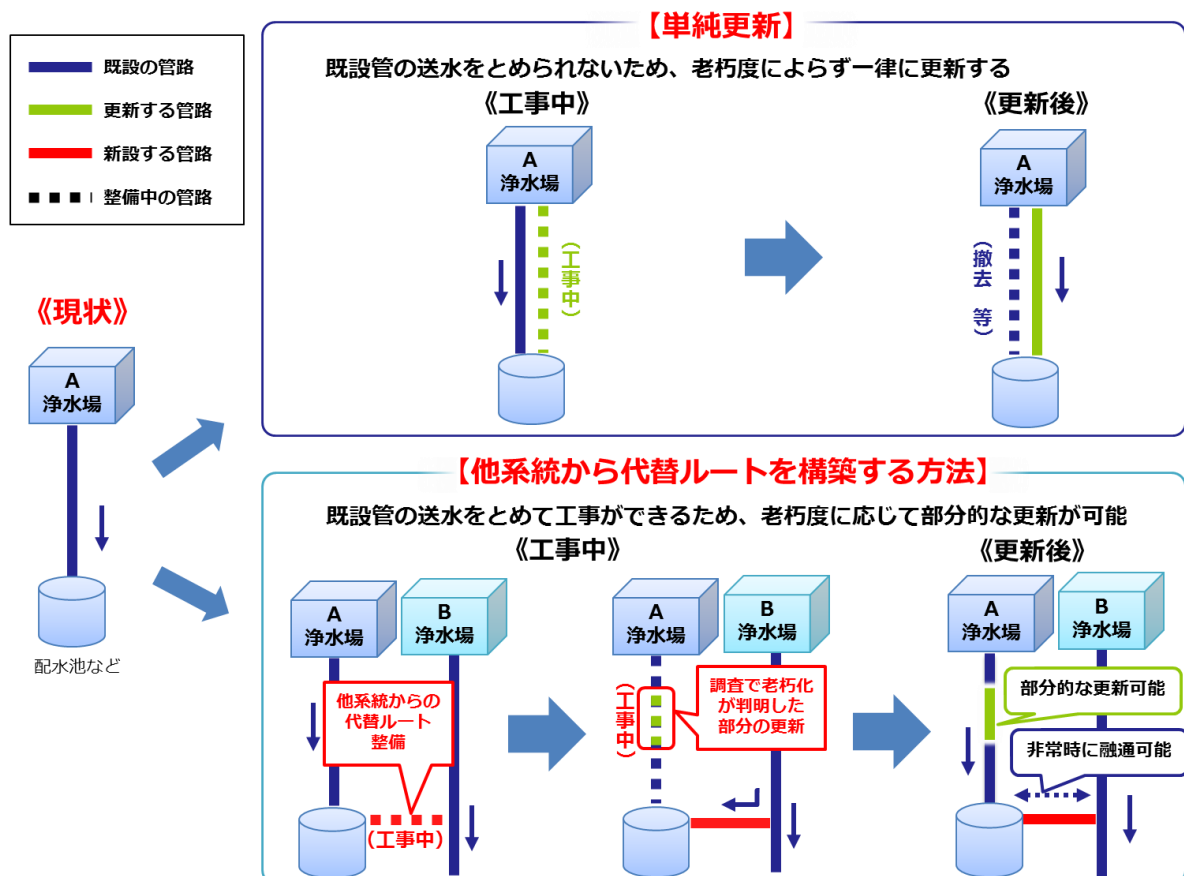 既設の管路
更新する管路
新設する管路
整備中の管路
《現状》
A
浄水場
配水池など
【単純更新】
既設管の送水をとめられないため、老朽度によらず一律に更新する
《工事中》
A
浄水場
(工事中)
《更新後》
A
浄水場
(撤去 等)
【他系統から代替ルートを構築する方法】
既設管の送水をとめて工事ができるため、老朽度に応じて部分的な更新が可能
《工事中》
A
浄水場
B
浄水場
他系統からの
代替ルート
整備
(工事中)
A
浄水場
B
浄水場
(工事中)
調査で老朽化
が判明した
部分の更新
《更新後》
A
浄水場
B
浄水場
部分的な更新可能
非常時に融通可能